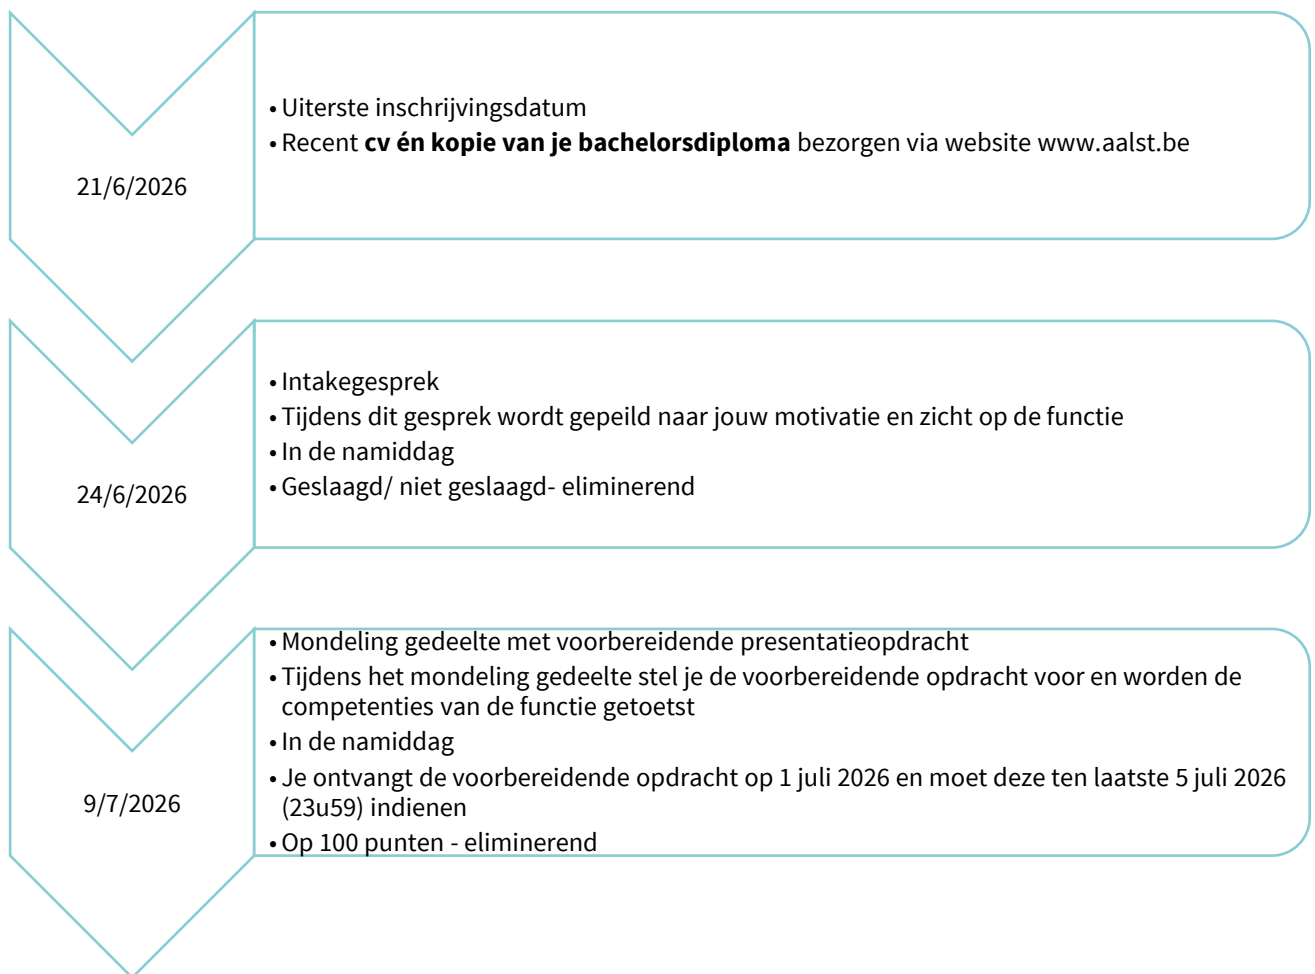 21/6/2026
• Uiterste inschrijvingsdatum
• Recent cv én kopie van je bachelorsdiploma bezorgen via website www.aalst.be
24/6/2026
• Intakegesprek
• Tijdens dit gesprek wordt gepeild naar jouw motivatie en zicht op de functie
• In de namiddag
• Geslaagd/ niet geslaagd- eliminerend
9/7/2026
• Mondeling gedeelte met voorbereidende presentatieopdracht
• Tijdens het mondeling gedeelte stel je de voorbereidende opdracht voor en worden de
competenties van de functie getoetst
• In de namiddag
• Je ontvangt de voorbereidende opdracht op 1 juli 2026 en moet deze ten laatste 5 juli 2026
(23u59) indienen
• Op 100 punten - eliminerend